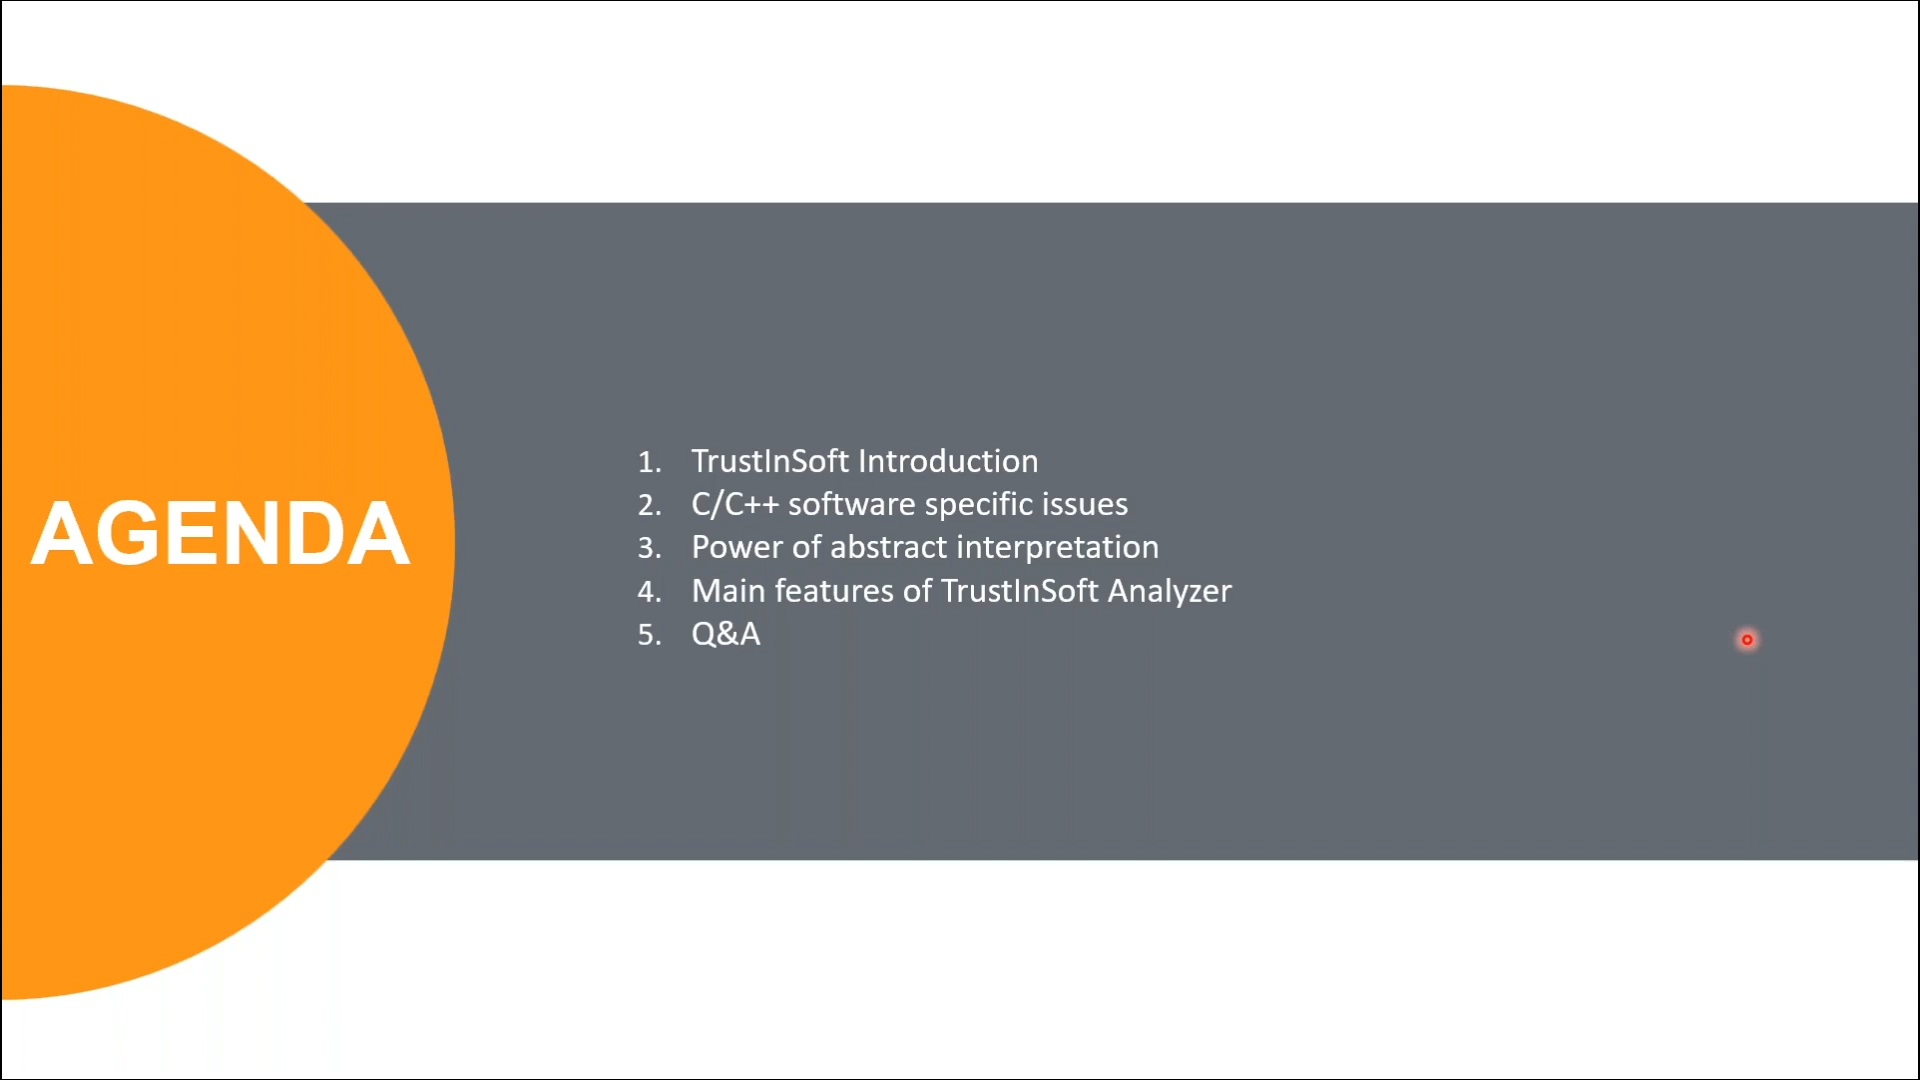 AGENDA
1. TrustInSoft Introduction
2. C/C++ software specific issues
3. Power of abstract interpretation
4. Main features of TrustInSoft Analyzer
5. Q&A